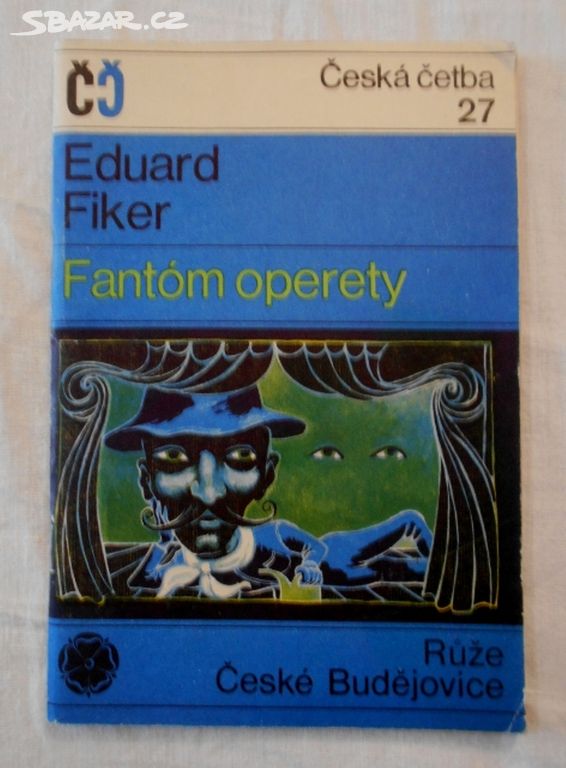 SBAZAR.CZ
ČČ
Česká četba
27
Eduard
Fiker
Fantóm operety
Růže
České Budějovice